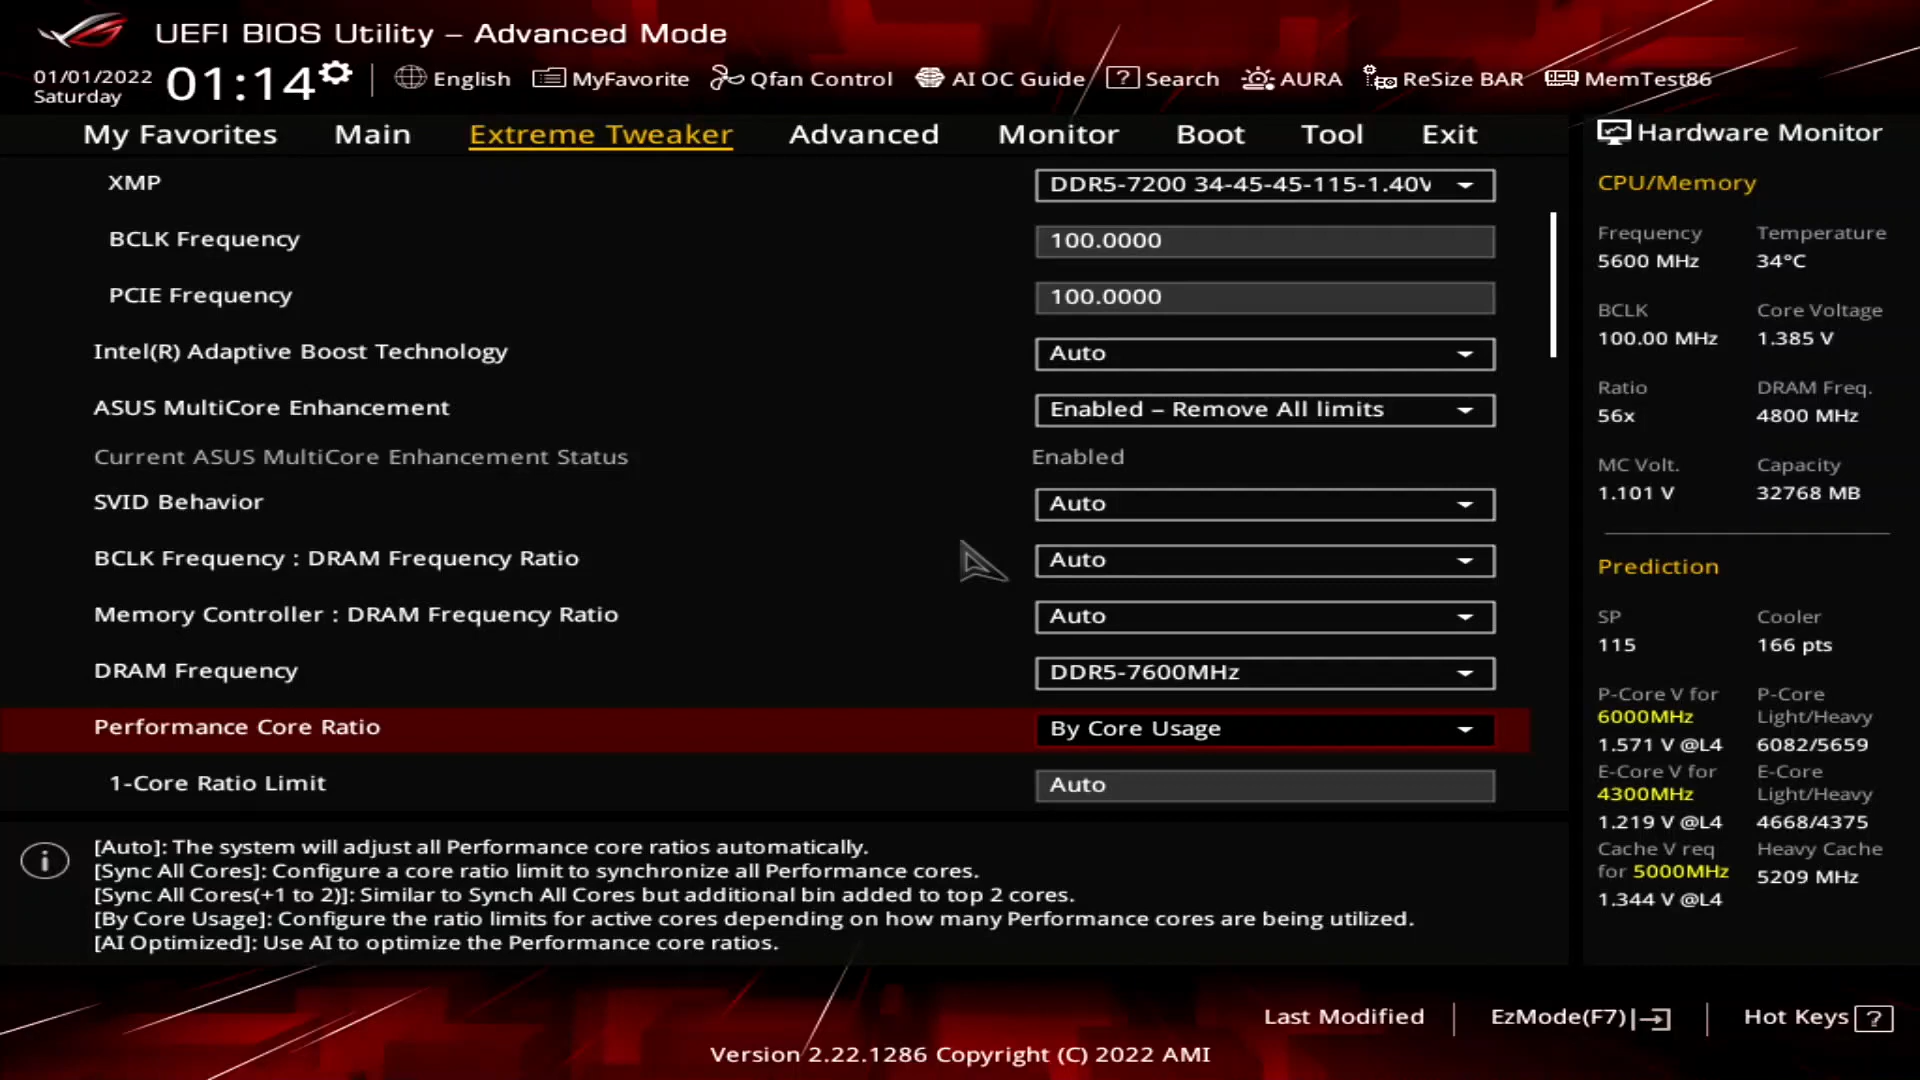 UEFI BIOS Utility – Advanced Mode
01/01/2022
Saturday
01:14
English
MyFavorite
Qfan Control
AI OC Guide
? Search
AURA
ReSize BAR
MemTest86
My Favorites
Main
Extreme Tweaker
Advanced
Monitor
Boot
Tool
Exit
XMP
DDR5-7200 34-45-45-115-1.40V
BCLK Frequency
100.0000
PCIE Frequency
100.0000
Intel(R) Adaptive Boost Technology
Auto
ASUS MultiCore Enhancement
Enabled – Remove All limits
Current ASUS MultiCore Enhancement Status
Enabled
SVID Behavior
Auto
BCLK Frequency : DRAM Frequency Ratio
Auto
Memory Controller : DRAM Frequency Ratio
Auto
DRAM Frequency
DDR5-7600MHz
Performance Core Ratio
By Core Usage
1-Core Ratio Limit
Auto
[Auto]: The system will adjust all Performance core ratios automatically.
[Sync All Cores]: Configure a core ratio limit to synchronize all Performance cores.
[Sync All Cores(+1 to 2)]: Similar to Synch All Cores but additional bin added to top 2 cores.
[By Core Usage]: Configure the ratio limits for active cores depending on how many Performance cores are being utilized.
[AI Optimized]: Use AI to optimize the Performance core ratios.
Hardware Monitor
CPU/Memory
Frequency Temperature
5600 MHz 34°C
BCLK Core Voltage
100.00 MHz 1.385 V
Ratio DRAM Freq.
56x 4800 MHz
MC Volt. Capacity
1.101 V 32768 MB
Prediction
SP Cooler
115 166 pts
P-Core V for P-Core
6000MHz Light/Heavy
1.571 V @L4 6082/5659
E-Core V for E-Core
4300MHz Light/Heavy
1.219 V @L4 4668/4375
Cache V req Heavy Cache
for 5000MHz 5209 MHz
1.344 V @L4
Last Modified
EzMode(F7)
Hot Keys ?
Version 2.22.1286 Copyright (C) 2022 AMI